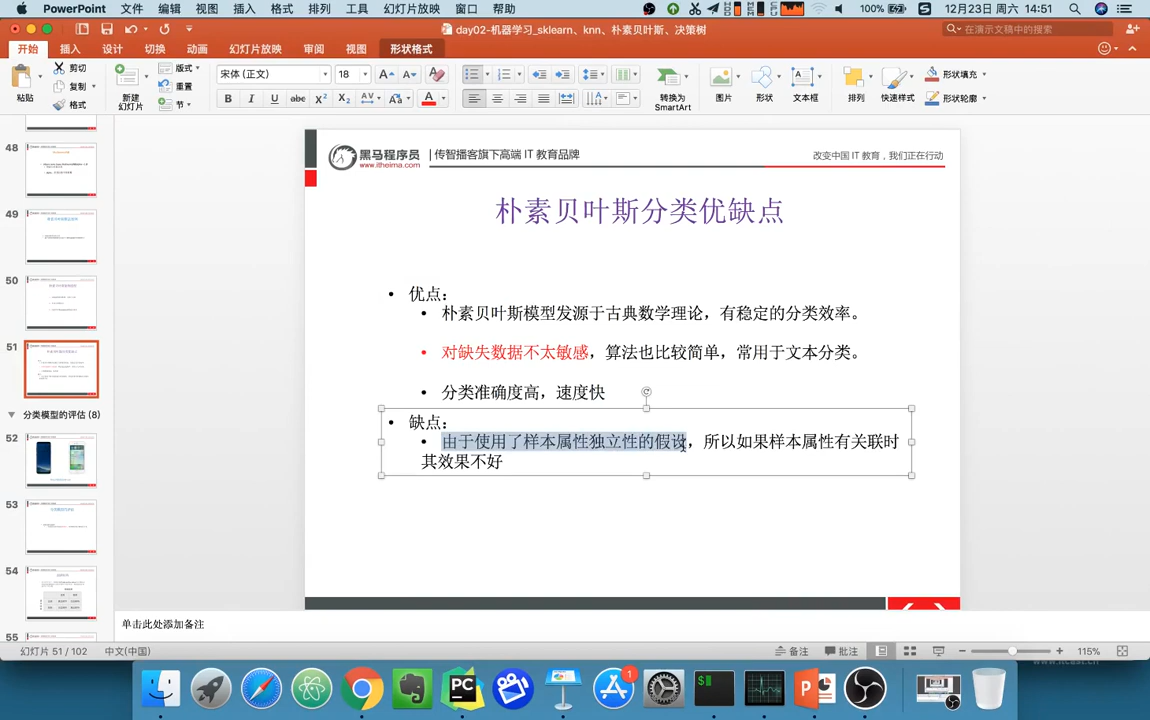 PowerPoint 文件 编辑 视图 插入 格式 排列 工具 幻灯片放映 窗口 帮助 100% 12月23日 周六 14:51
day02-机器学习_sklearn、knn、朴素贝叶斯、决策树
在演示文稿中的搜索
开始 插入 设计 切换 动画 幻灯片放映 审阅 视图 形状格式
粘贴 剪切 复制 格式
新建幻灯片 版式 重置 节
宋体 (正文) 18
B I U abc X² X₂ AV Aa A
转换为 SmartArt 图片 形状 文本框 排列 快速样式 形状填充 形状轮廓
48
49
50
51
分类模型的评估 (8)
52
53
54
55
黑马程序员 www.itheima.com | 传智播客旗下高端 IT 教育品牌
改变中国 IT 教育，我们正在行动
朴素贝叶斯分类优缺点
• 优点：
• 朴素贝叶斯模型发源于古典数学理论，有稳定的分类效率。
• 对缺失数据不太敏感，算法也比较简单，常用于文本分类。
• 分类准确度高，速度快
• 缺点：
• 由于使用了样本属性独立性的假设，所以如果样本属性有关联时
其效果不好
单击此处添加备注
幻灯片 51 / 102 中文(中国) 备注 批注 115%
www.itcast.cn
PC
1
$
P